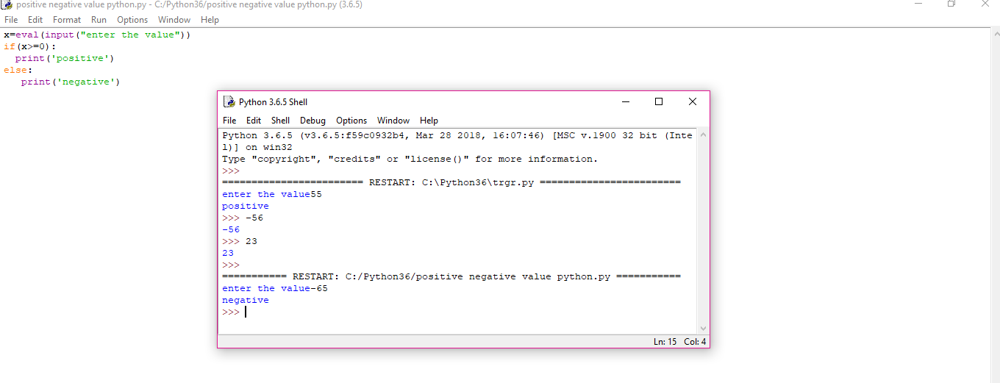 positive negative value python.py - C:/Python36/positive negative value python.py (3.6.5)
File Edit Format Run Options Window Help
x=eval(input("enter the value"))
if(x>=0):
  print('positive')
else:
   print('negative')
Python 3.6.5 Shell
File Edit Shell Debug Options Window Help
Python 3.6.5 (v3.6.5:f59c0932b4, Mar 28 2018, 16:07:46) [MSC v.1900 32 bit (Inte
l)] on win32
Type "copyright", "credits" or "license()" for more information.
>>>
======================== RESTART: C:\Python36\trgr.py ========================
enter the value55
positive
>>> -56
-56
>>> 23
23
>>>
=========== RESTART: C:/Python36/positive negative value python.py ===========
enter the value-65
negative
>>>
Ln: 15 Col: 4